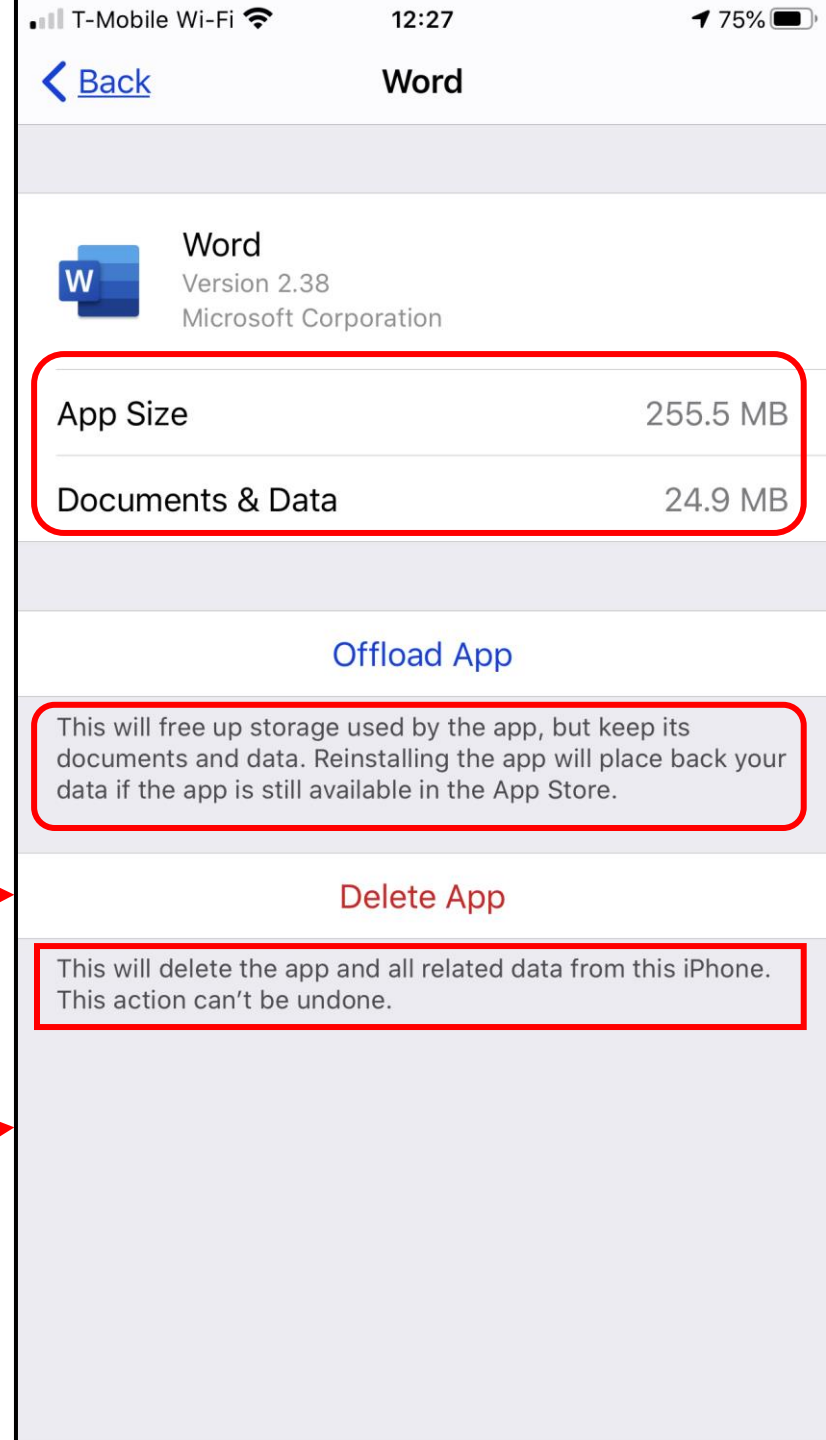 T-Mobile Wi-Fi 12:27 75%
Back Word
Word
W
Version 2.38
Microsoft Corporation
App Size 255.5 MB
Documents & Data 24.9 MB
Offload App
This will free up storage used by the app, but keep its
documents and data. Reinstalling the app will place back your
data if the app is still available in the App Store.
Delete App
This will delete the app and all related data from this iPhone.
This action can’t be undone.